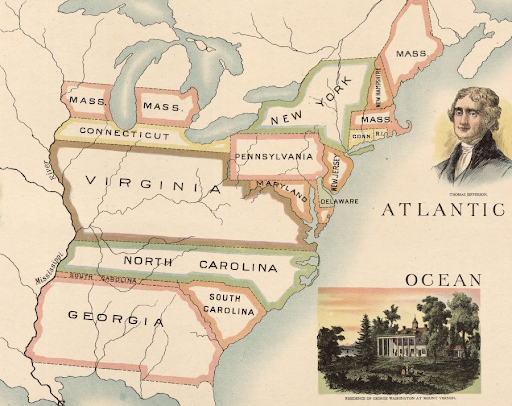 MASS.
NEW HAMPSHIRE
NEW YORK
MASS.
MASS.
MASS.
CONN.
R.I.
CONNECTICUT
PENNSYLVANIA
NEW JERSEY
THOMAS JEFFERSON.
River
VIRGINIA
MARYLAND
DELAWARE
ATLANTIC
Mississippi
NORTH CAROLINA
SOUTH CAROLINA
OCEAN
SOUTH
CAROLINA
GEORGIA
RESIDENCE OF GEORGE WASHINGTON AT MOUNT VERNON.